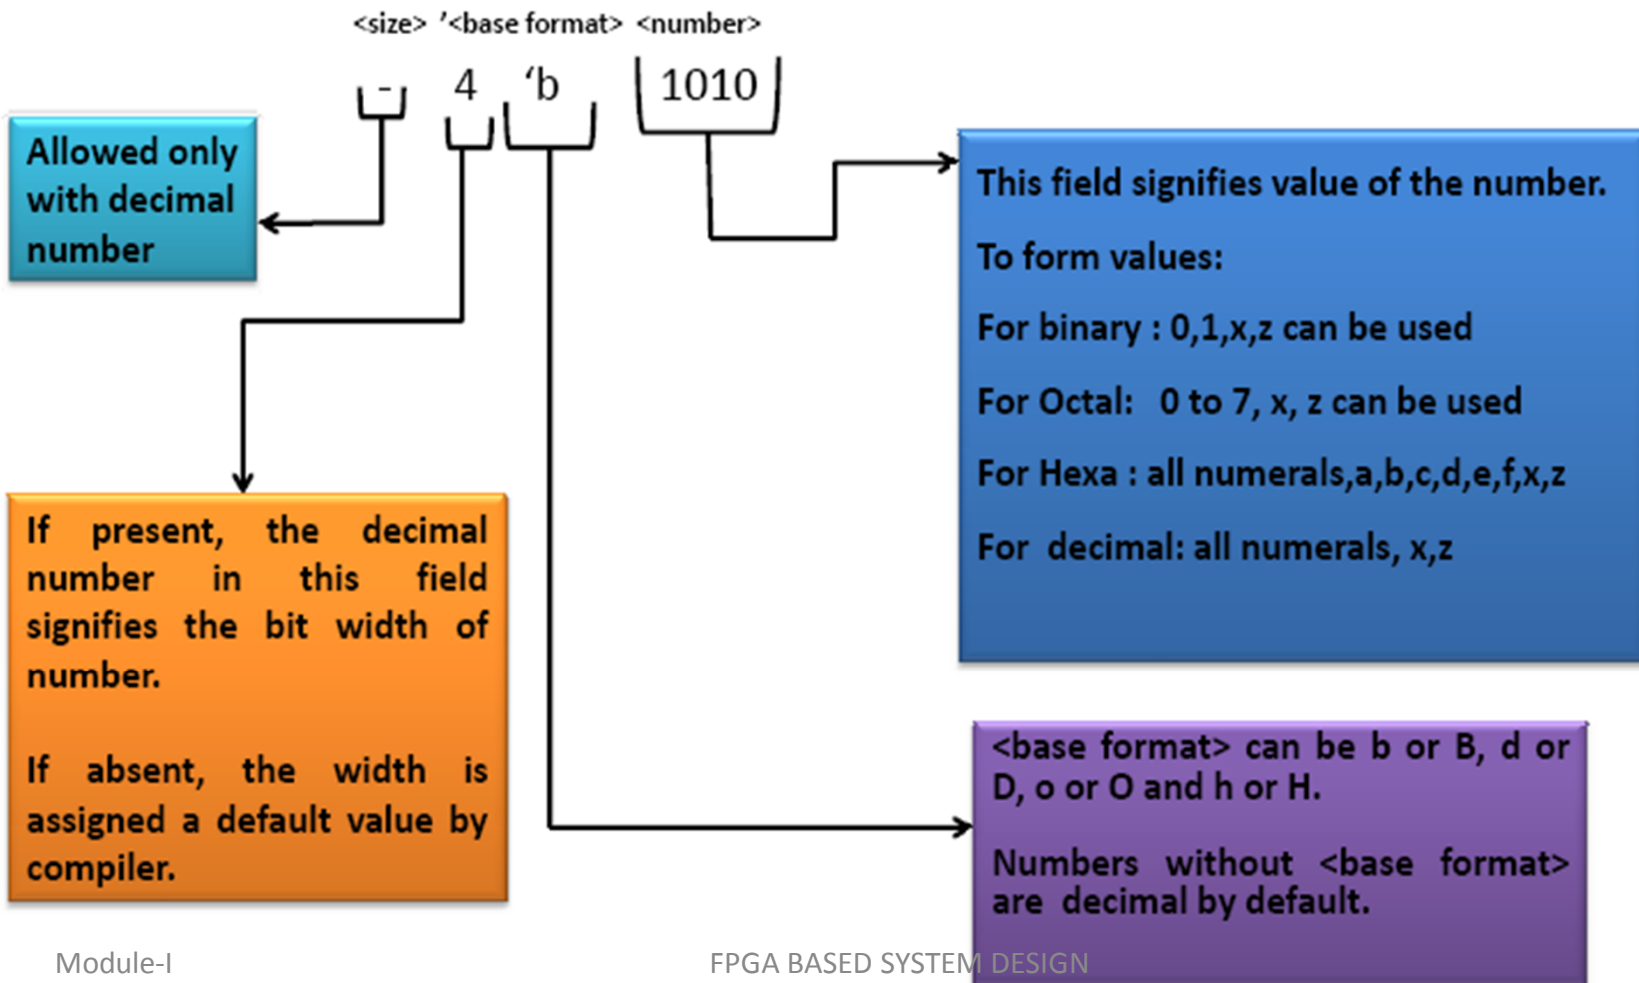 <size> ’<base format> <number>
- 4 ‘b 1010
Allowed only
with decimal
number
This field signifies value of the number.
To form values:
For binary : 0,1,x,z can be used
For Octal: 0 to 7, x, z can be used
For Hexa : all numerals,a,b,c,d,e,f,x,z
For decimal: all numerals, x,z
If present, the decimal
number in this field
signifies the bit width of
number.
If absent, the width is
assigned a default value by
compiler.
<base format> can be b or B, d or
D, o or O and h or H.
Numbers without <base format>
are decimal by default.
Module-I
FPGA BASED SYSTEM DESIGN